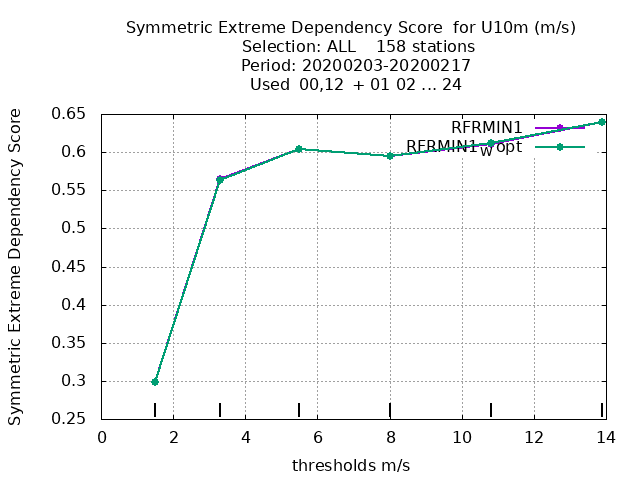 Symmetric Extreme Dependency Score  for U10m (m/s)
Selection: ALL    158 stations
Period: 20200203-20200217
Used  00,12  + 01 02 ... 24
Symmetric Extreme Dependency Score
0.65
0.6
0.55
0.5
0.45
0.4
0.35
0.3
0.25
RFRMIN1
RFRMIN1_wopt
0 2 4 6 8 10 12 14
thresholds m/s